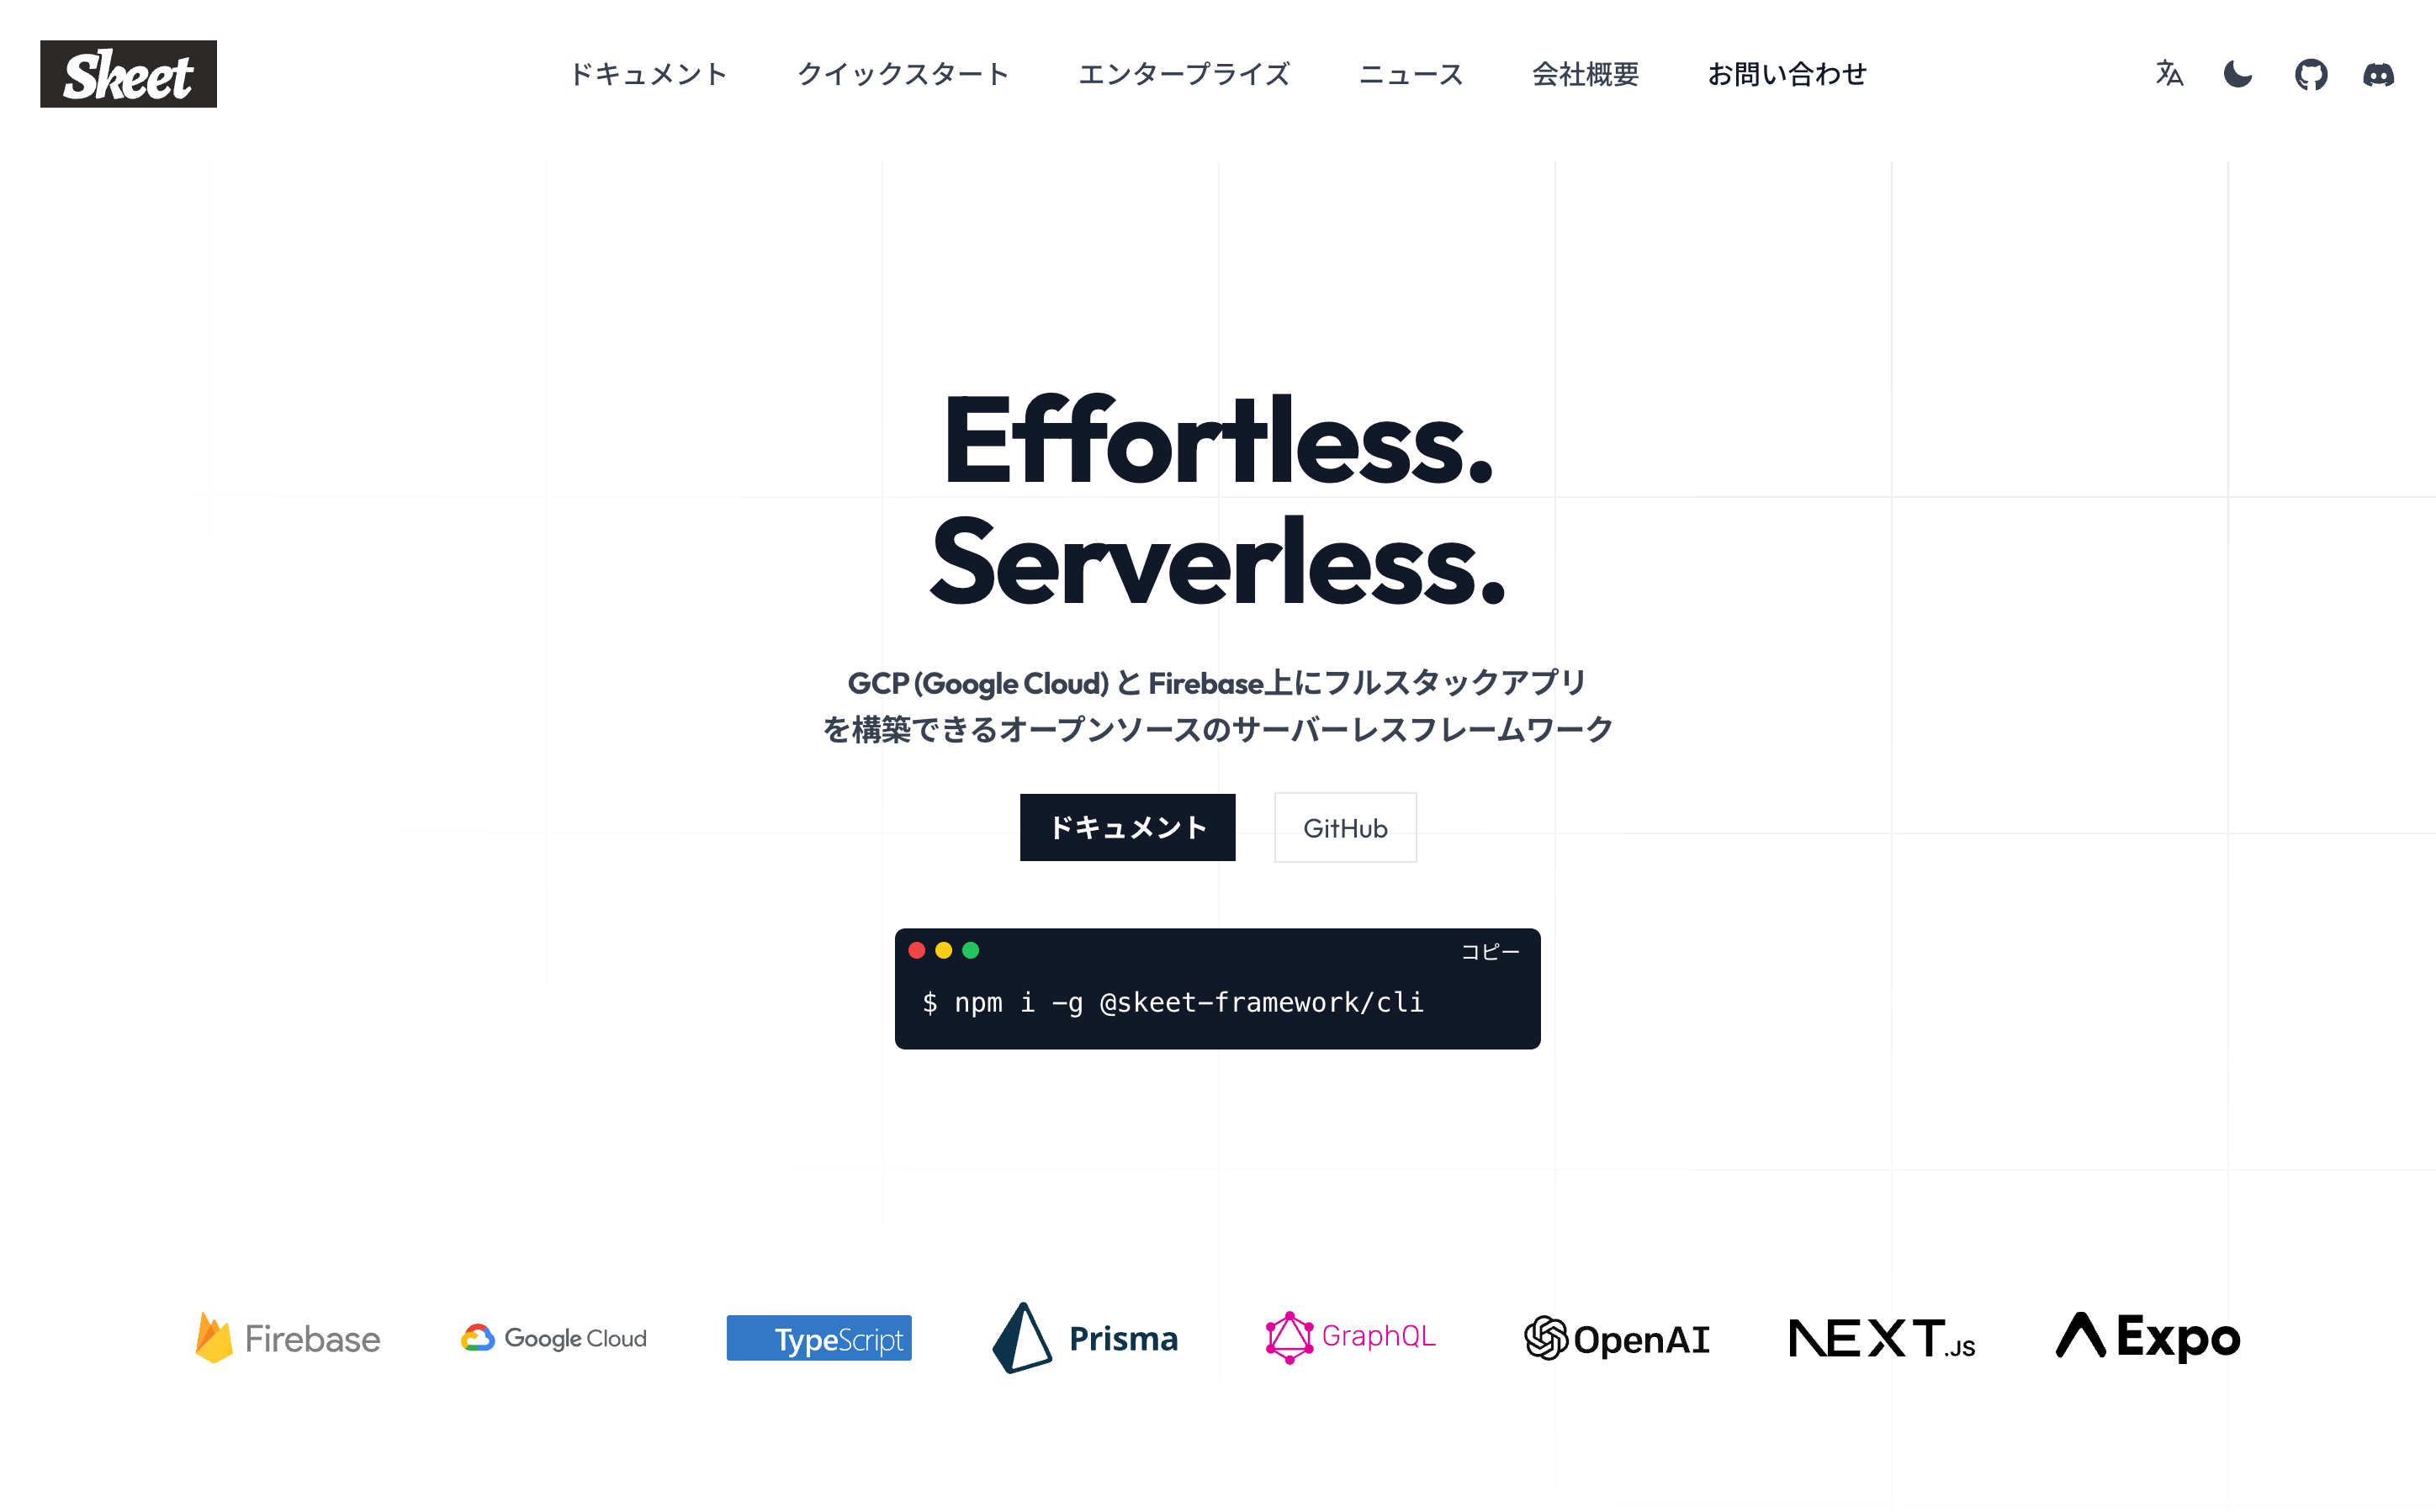 Skeet
ドキュメント
クイックスタート
エンタープライズ
ニュース
会社概要
お問い合わせ
Effortless.
Serverless.
GCP (Google Cloud) と Firebase上にフルスタックアプリ
を構築できるオープンソースのサーバーレスフレームワーク
ドキュメント
GitHub
コピー
$ npm i -g @skeet-framework/cli
Firebase
Google Cloud
TypeScript
Prisma
GraphQL
OpenAI
NEXT.JS
Expo